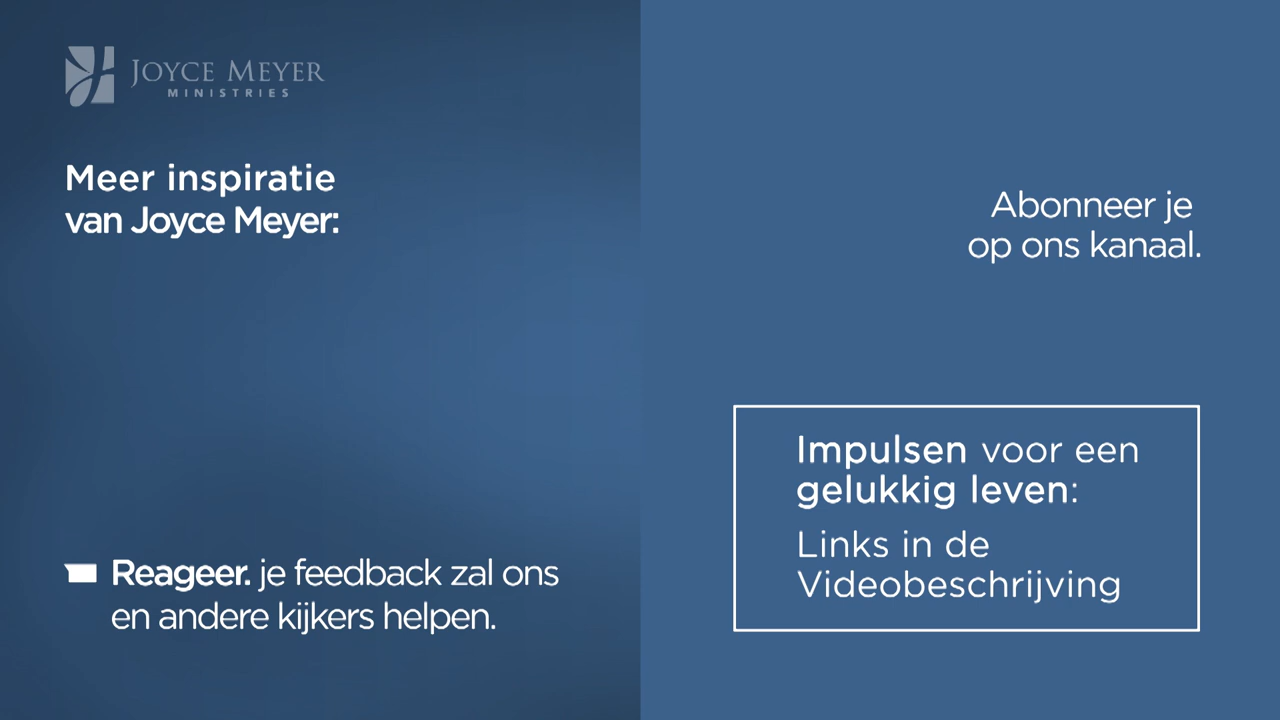 JOYCE MEYER
MINISTRIES
Meer inspiratie
van Joyce Meyer:
Abonneer je
op ons kanaal.
Impulsen voor een
gelukkig leven:
Links in de
Videobeschrijving
Reageer. je feedback zal ons
en andere kijkers helpen.